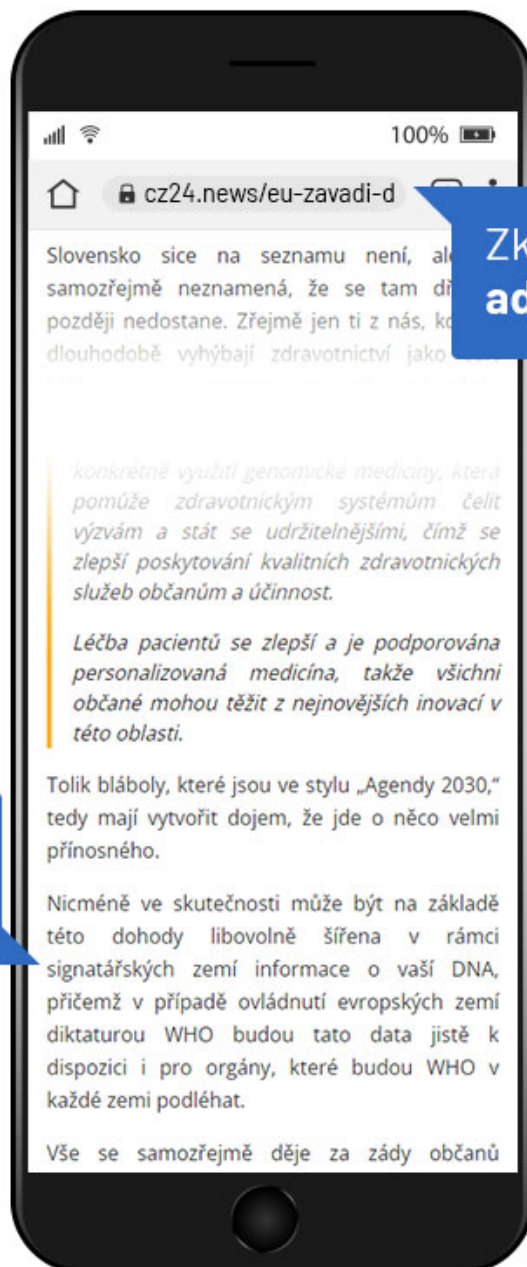 100%
cz24.news/eu-zavadi-d
Zk
ad
Slovensko sice na seznamu není,
samozřejmě neznamená, že se tam
později nedostane. Zřejmě jen ti z nás,
dlouhodobě vyhýbají zdravotnictví jako
konkrétně využití genomické medicíny, která
pomůže zdravotnickým systémům čelit
výzvám a stát se udržitelnějšími, čímž se
zlepší poskytování kvalitních zdravotnických
služeb občanům a účinnost.
Léčba pacientů se zlepší a je podporována
personalizovaná medicína, takže všichni
občané mohou těžit z nejnovějších inovací v
této oblasti.
Tolik bláboly, které jsou ve stylu „Agendy 2030,“
tedy mají vytvořit dojem, že jde o něco velmi
přínosného.
Nicméně ve skutečnosti může být na základě
této dohody libovolně šířena v rámci
signatářských zemí informace o vaší DNA,
přičemž v případě ovládnutí evropských zemí
diktaturou WHO budou tato data jistě k
dispozici i pro orgány, které budou WHO v
každé zemi podléhat.
Vše se samozřejmě děje za zády občanů